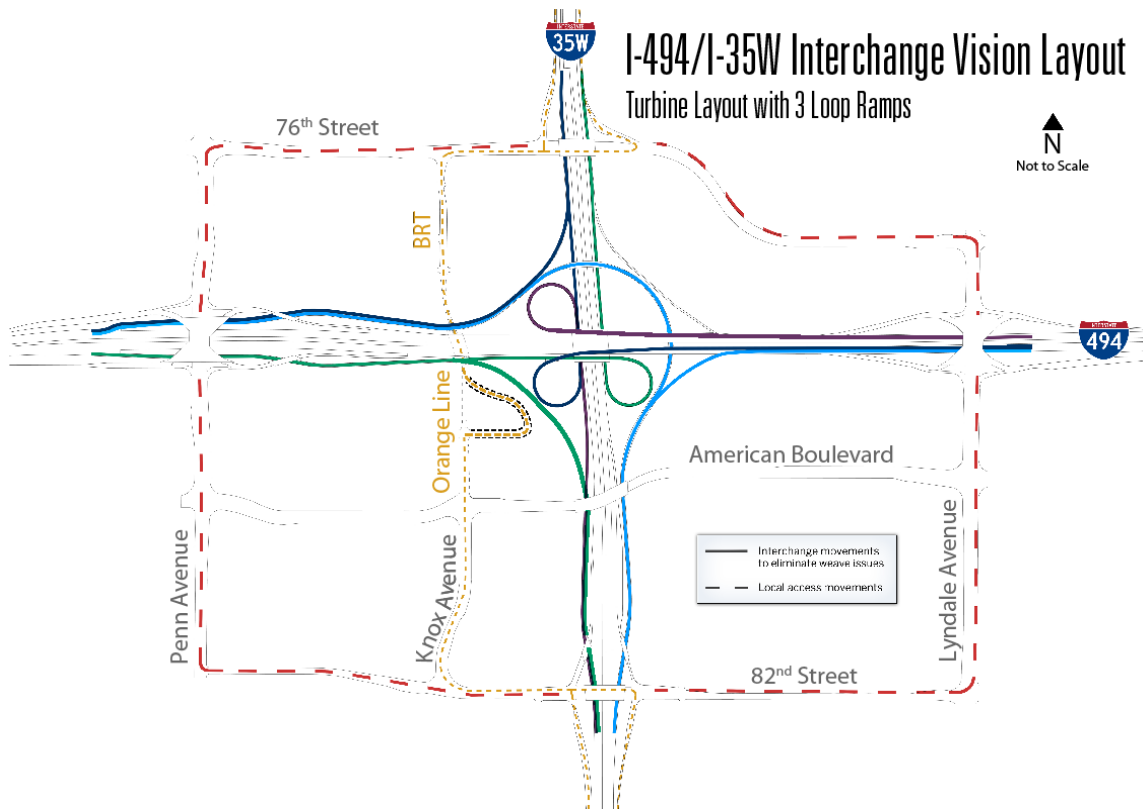 INTERSTATE
35W
I-494/I-35W Interchange Vision Layout
Turbine Layout with 3 Loop Ramps
N
Not to Scale
76th Street
BRT
INTERSTATE
494
Orange Line
American Boulevard
Interchange movements
to eliminate weave issues
Local access movements
Penn Avenue
Knox Avenue
Lyndale Avenue
82nd Street